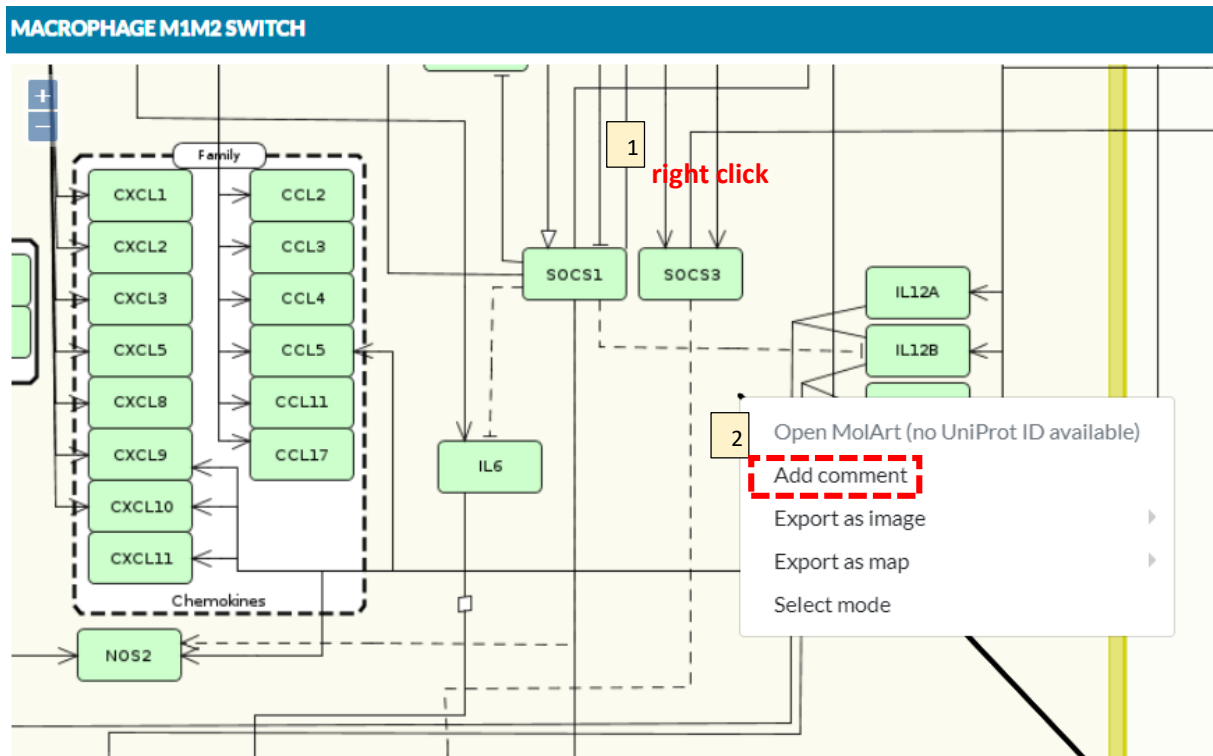 MACROPHAGE M1M2 SWITCH
+
−
1
right click
Family
CXCL1
CCL2
CXCL2
CCL3
CXCL3
CCL4
CXCL5
CCL5
CXCL8
CCL11
CXCL9
CCL17
CXCL10
CXCL11
Chemokines
NOS2
IL6
SOCS1
SOCS3
IL12A
IL12B
2
Open MolArt (no UniProt ID available)
Add comment
Export as image
Export as map
Select mode